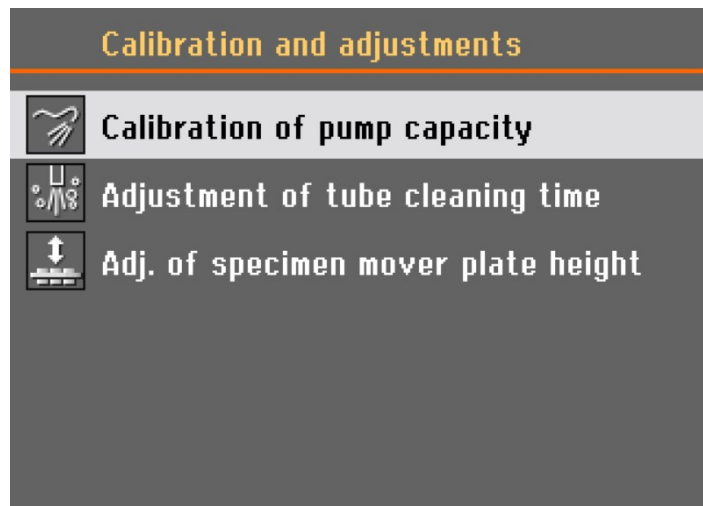 Calibration and adjustments
Calibration of pump capacity
Adjustment of tube cleaning time
Adj. of specimen mover plate height